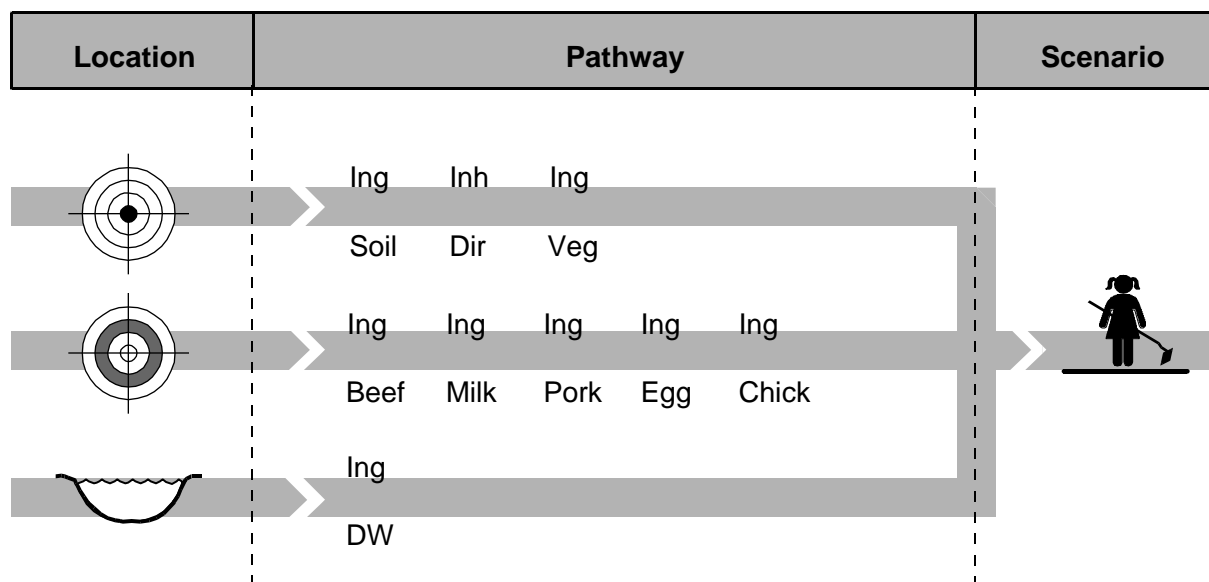 Location Pathway Scenario
Ing Inh Ing
Soil Dir Veg
Ing Ing Ing Ing Ing
Beef Milk Pork Egg Chick
Ing
DW